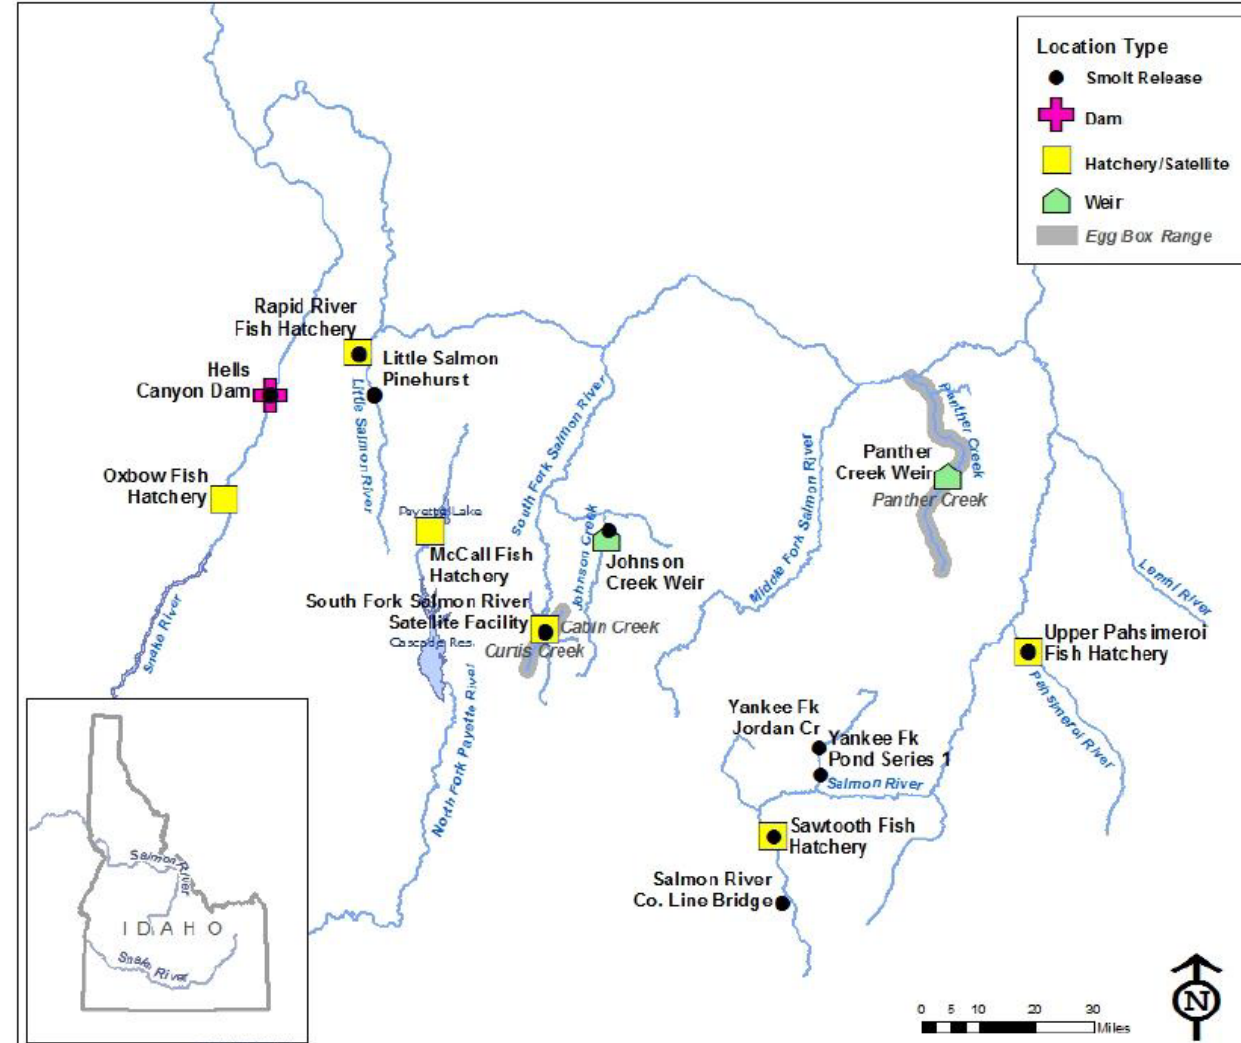 Location Type
Smolt Release
Dam
Hatchery/Satellite
Weir
Egg Box Range
Rapid River
Fish Hatchery
Little Salmon
Pinehurst
Hells
Canyon Dam
Little Salmon River
South Fork Salmon River
Panther Creek
Panther
Creek Weir
Panther Creek
Oxbow Fish
Hatchery
Payette Lake
McCall Fish
Hatchery
Johnson Creek
Johnson
Creek Weir
Middle Fork Salmon River
Lemhi River
South Fork Salmon River
Satellite Facility
Cabin Creek
Curtis Creek
Cascade Res.
Snake River
Upper Pahsimeroi
Fish Hatchery
Pahsimeroi River
North Fork Payette River
Yankee Fk
Jordan Cr
Yankee Fk
Pond Series 1
Salmon River
Sawtooth Fish
Hatchery
Salmon River
Co. Line Bridge
Salmon River
IDAHO
Snake River
0 5 10 20 30
Miles
N